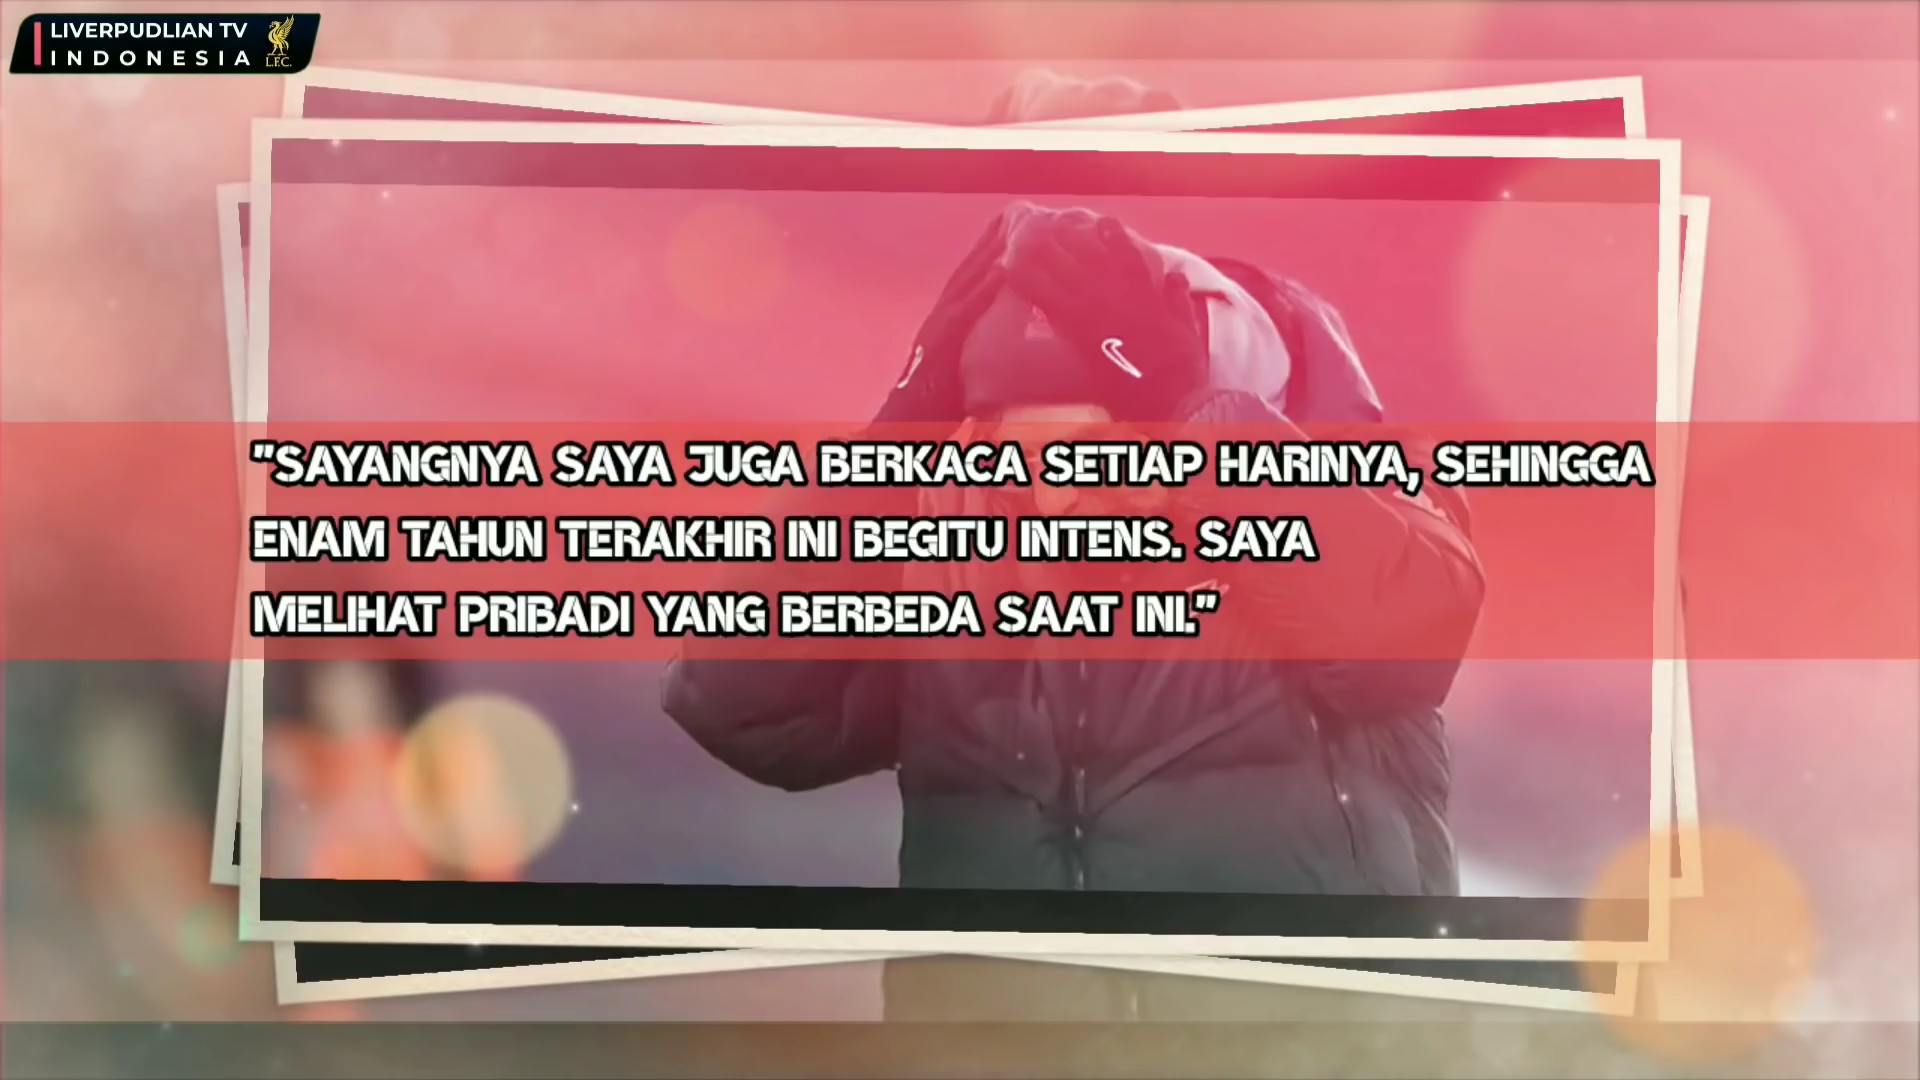 LIVERPUDLIAN TV
INDONESIA
L.F.C.
"SAYANGNYA SAYA JUGA BERKACA SETIAP HARINYA, SEHINGGA
ENAM TAHUN TERAKHIR INI BEGITU INTENS. SAYA
MELIHAT PRIBADI YANG BERBEDA SAAT INI."